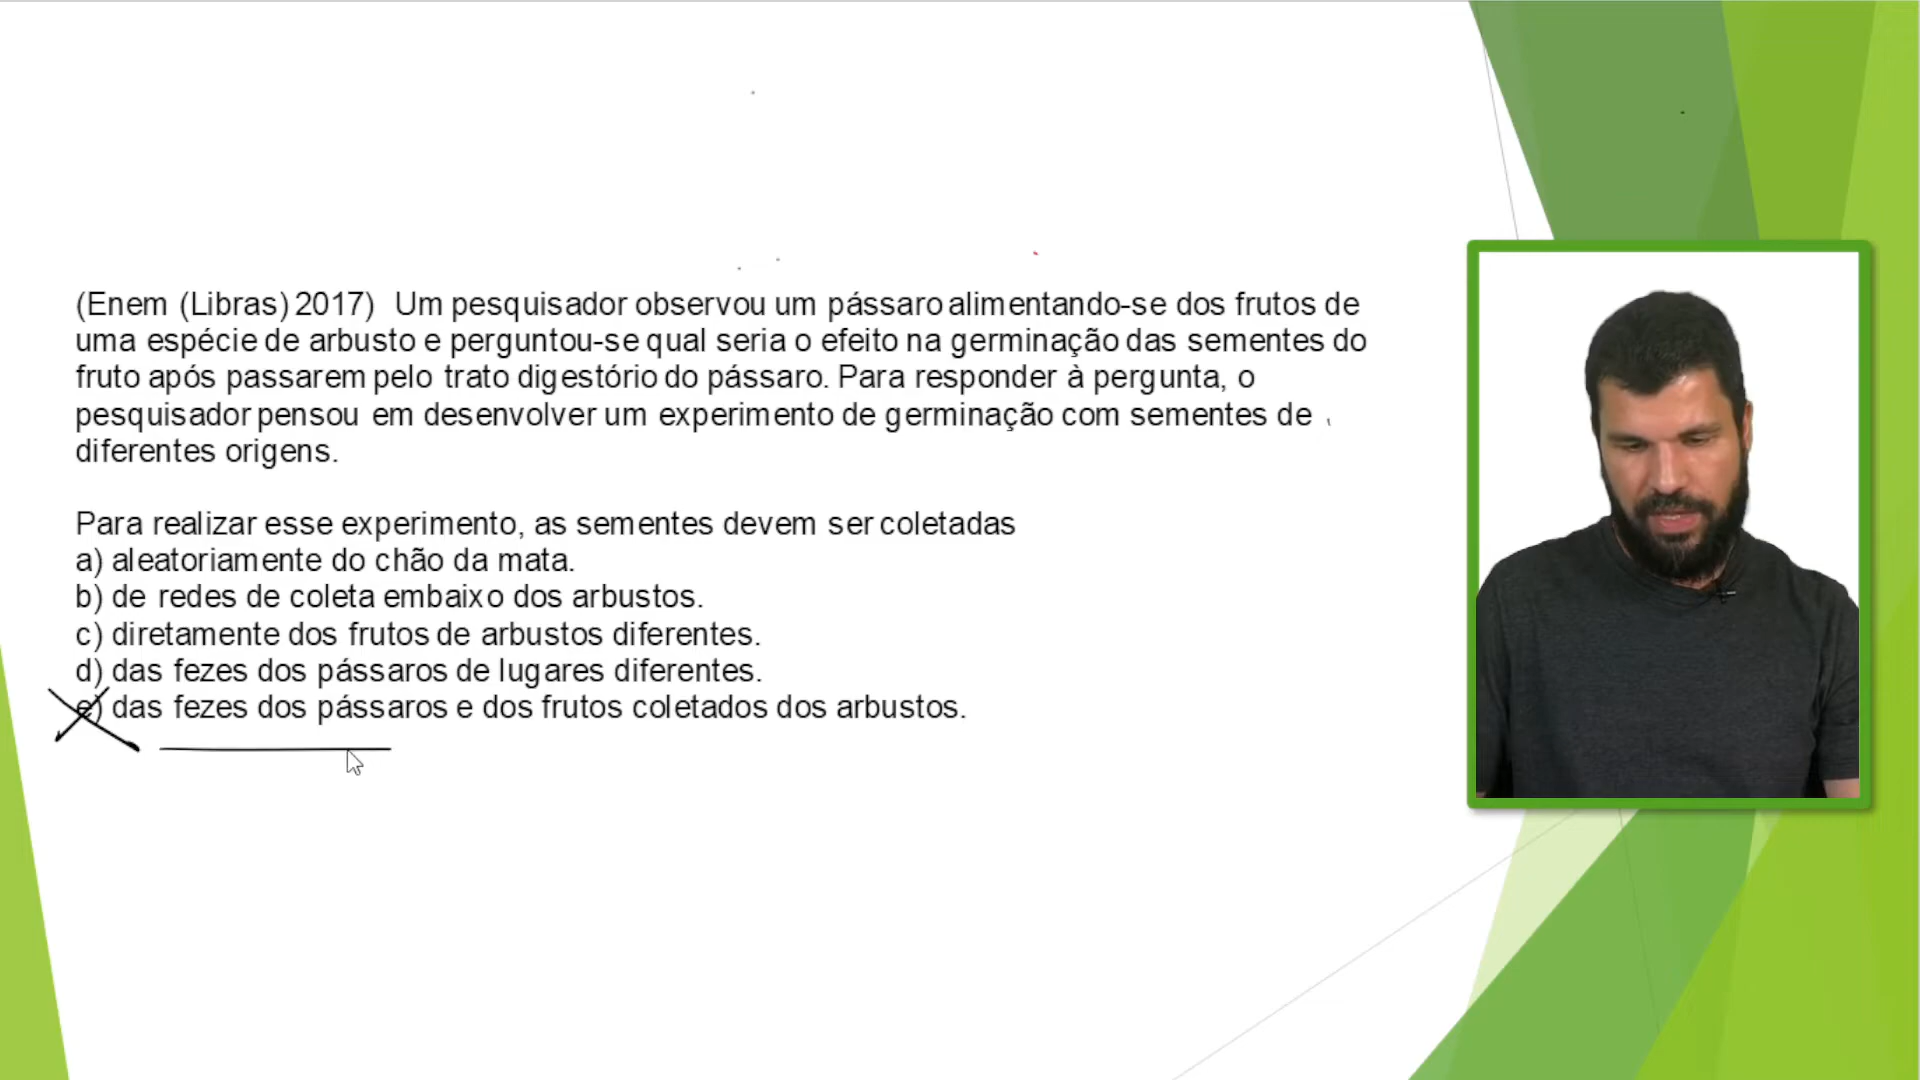 (Enem (Libras) 2017) Um pesquisador observou um pássaro alimentando-se dos frutos de
uma espécie de arbusto e perguntou-se qual seria o efeito na germinação das sementes do
fruto após passarem pelo trato digestório do pássaro. Para responder à pergunta, o
pesquisador pensou em desenvolver um experimento de germinação com sementes de
diferentes origens.
Para realizar esse experimento, as sementes devem ser coletadas
a) aleatoriamente do chão da mata.
b) de redes de coleta embaixo dos arbustos.
c) diretamente dos frutos de arbustos diferentes.
d) das fezes dos pássaros de lugares diferentes.
e) das fezes dos pássaros e dos frutos coletados dos arbustos.